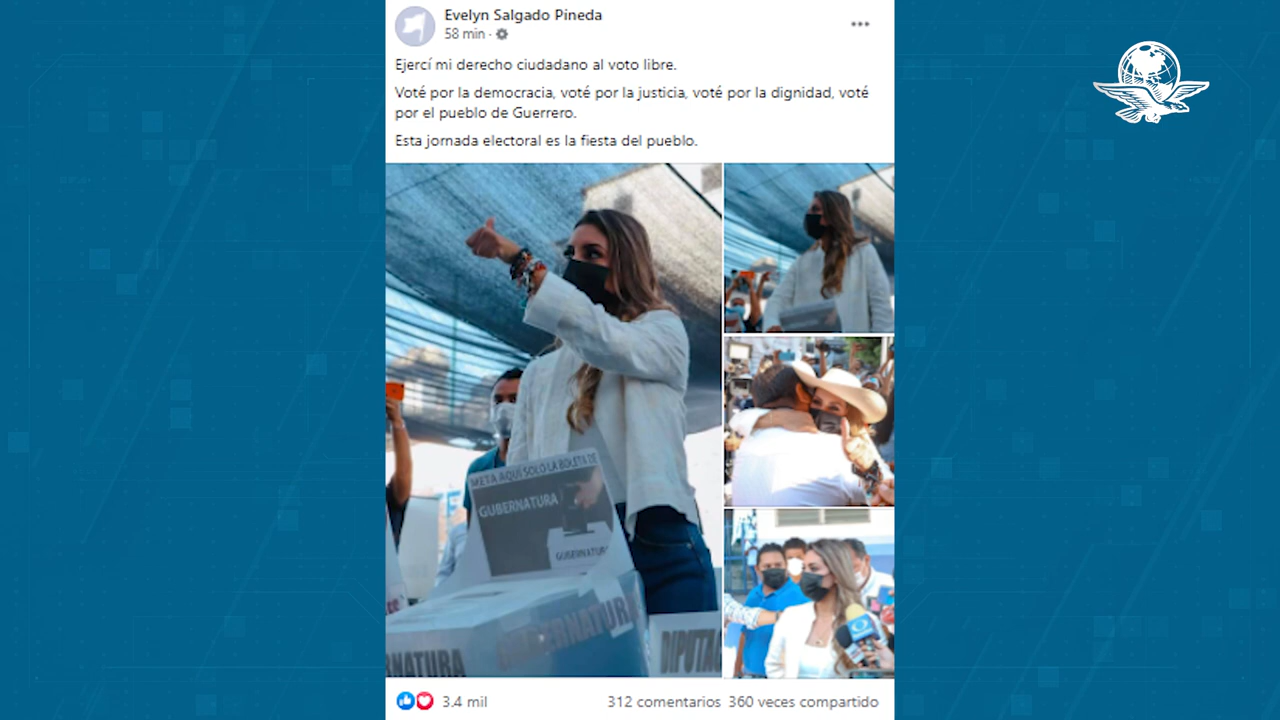 Evelyn Salgado Pineda
58 min ·
Ejercí mi derecho ciudadano al voto libre.
Voté por la democracia, voté por la justicia, voté por la dignidad, voté
por el pueblo de Guerrero.
Esta jornada electoral es la fiesta del pueblo.
META AQUÍ SOLO LA BOLETA DE
GUBERNATURA
GUBERNATURA
GUBERNATURA
RNATURA
DIPUTA
3.4 mil
312 comentarios 360 veces compartido